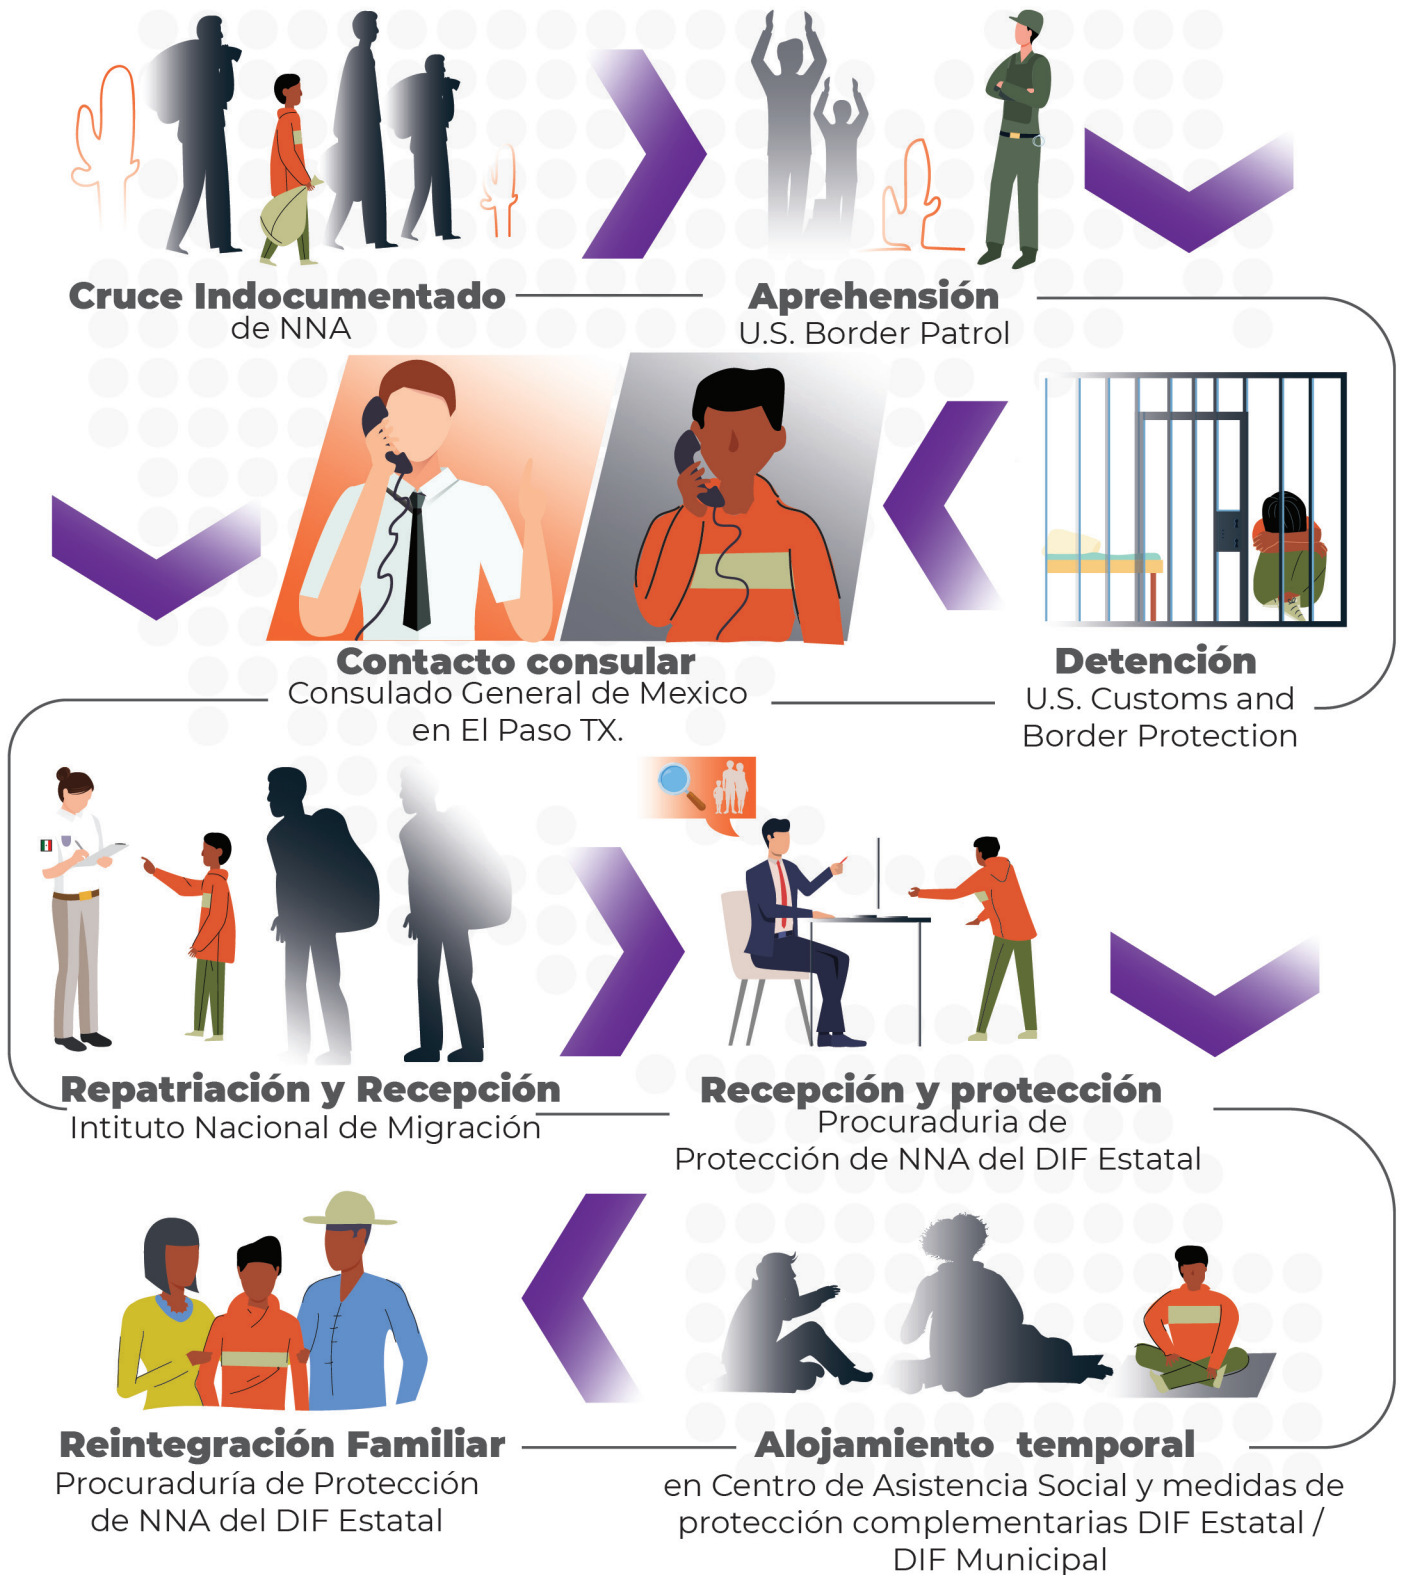 Cruce Indocumentado
de NNA
Aprehensión
U.S. Border Patrol
Detención
U.S. Customs and
Border Protection
Contacto consular
Consulado General de Mexico
en El Paso TX.
Repatriación y Recepción
Intituto Nacional de Migración
Recepción y protección
Procuraduria de
Protección de NNA del DIF Estatal
Alojamiento temporal
en Centro de Asistencia Social y medidas de
protección complementarias DIF Estatal /
DIF Municipal
Reintegración Familiar
Procuraduría de Protección
de NNA del DIF Estatal